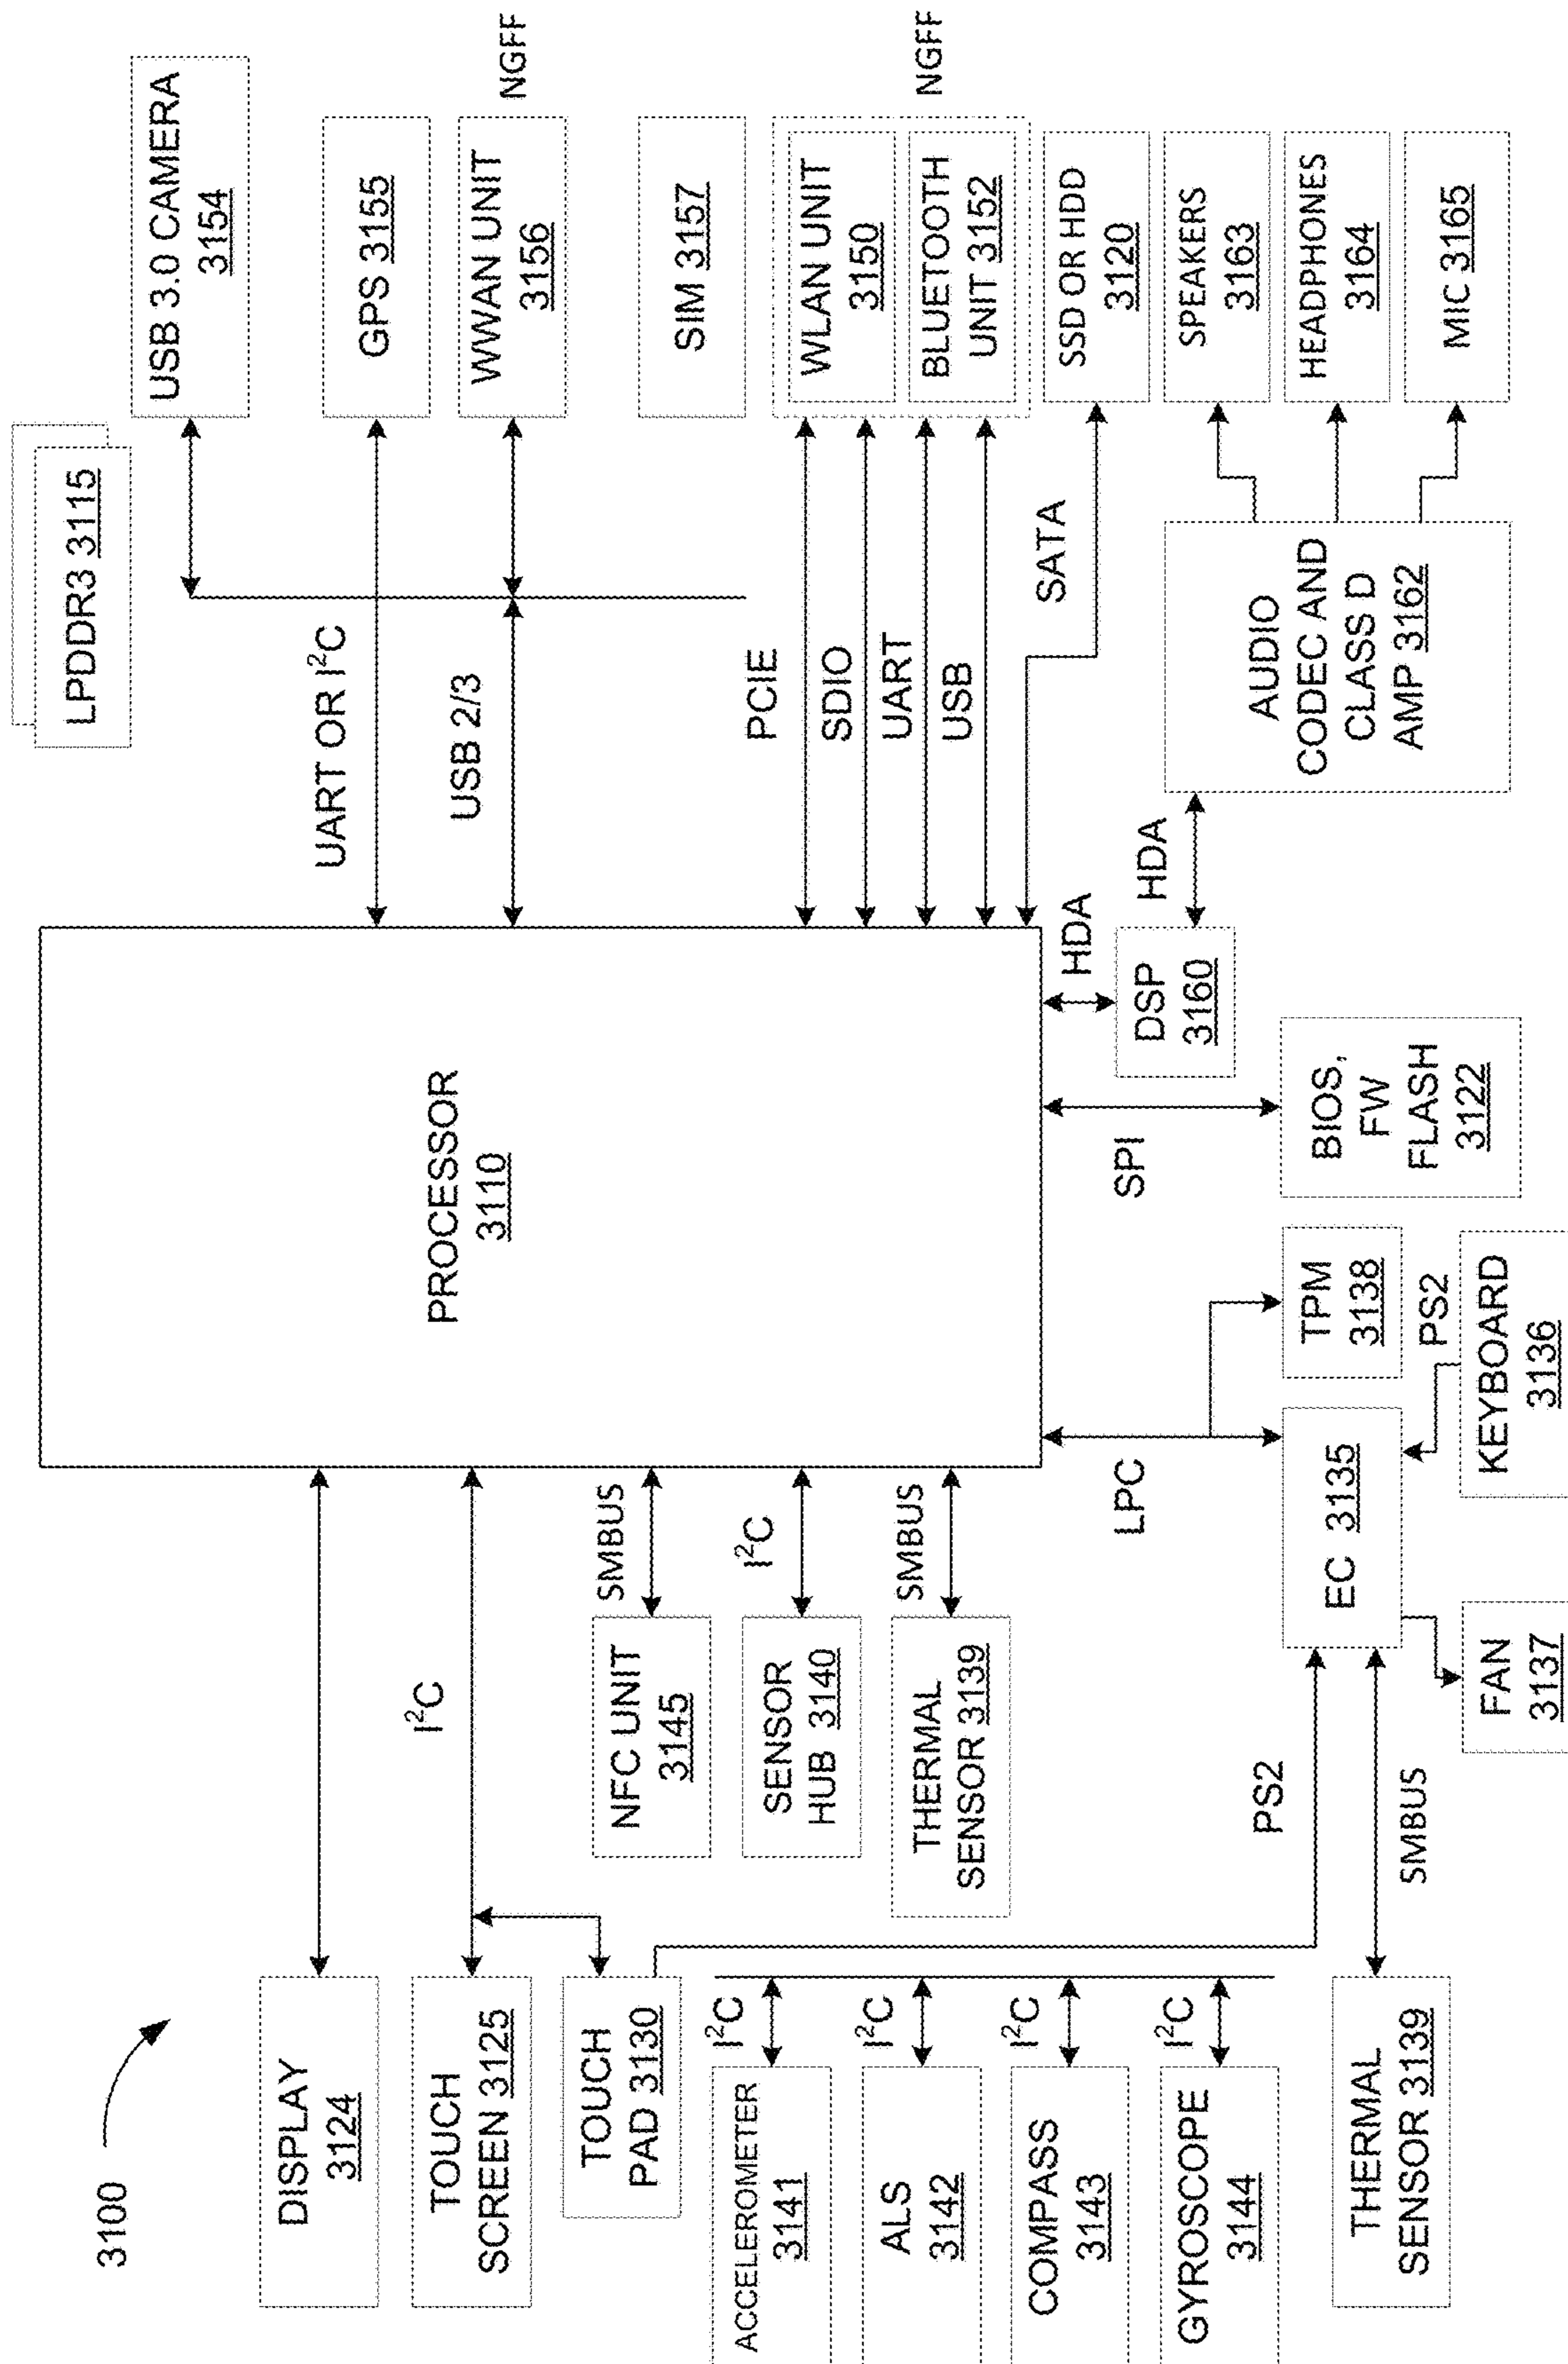 3100
DISPLAY
3124
TOUCH
SCREEN 3125
TOUCH
PAD 3130
I²C
ACCELEROMETER
3141
I²C
ALS
3142
I²C
COMPASS
3143
I²C
GYROSCOPE
3144
I²C
THERMAL
SENSOR 3139
SMBUS
PS2
NFC UNIT
3145
SMBUS
SENSOR
HUB 3140
I²C
THERMAL
SENSOR 3139
SMBUS
PROCESSOR
3110
LPC
EC 3135
FAN
3137
KEYBOARD
3136
PS2
TPM
3138
SPI
BIOS,
FW
FLASH
3122
HDA
DSP
3160
HDA
AUDIO
CODEC AND
CLASS D
AMP 3162
LPDDR3 3115
UART OR I²C
USB 2/3
PCIE
SDIO
UART
USB
SATA
USB 3.0 CAMERA
3154
GPS 3155
WWAN UNIT
3156
NGFF
SIM 3157
WLAN UNIT
3150
BLUETOOTH
UNIT 3152
NGFF
SSD OR HDD
3120
SPEAKERS
3163
HEADPHONES
3164
MIC 3165